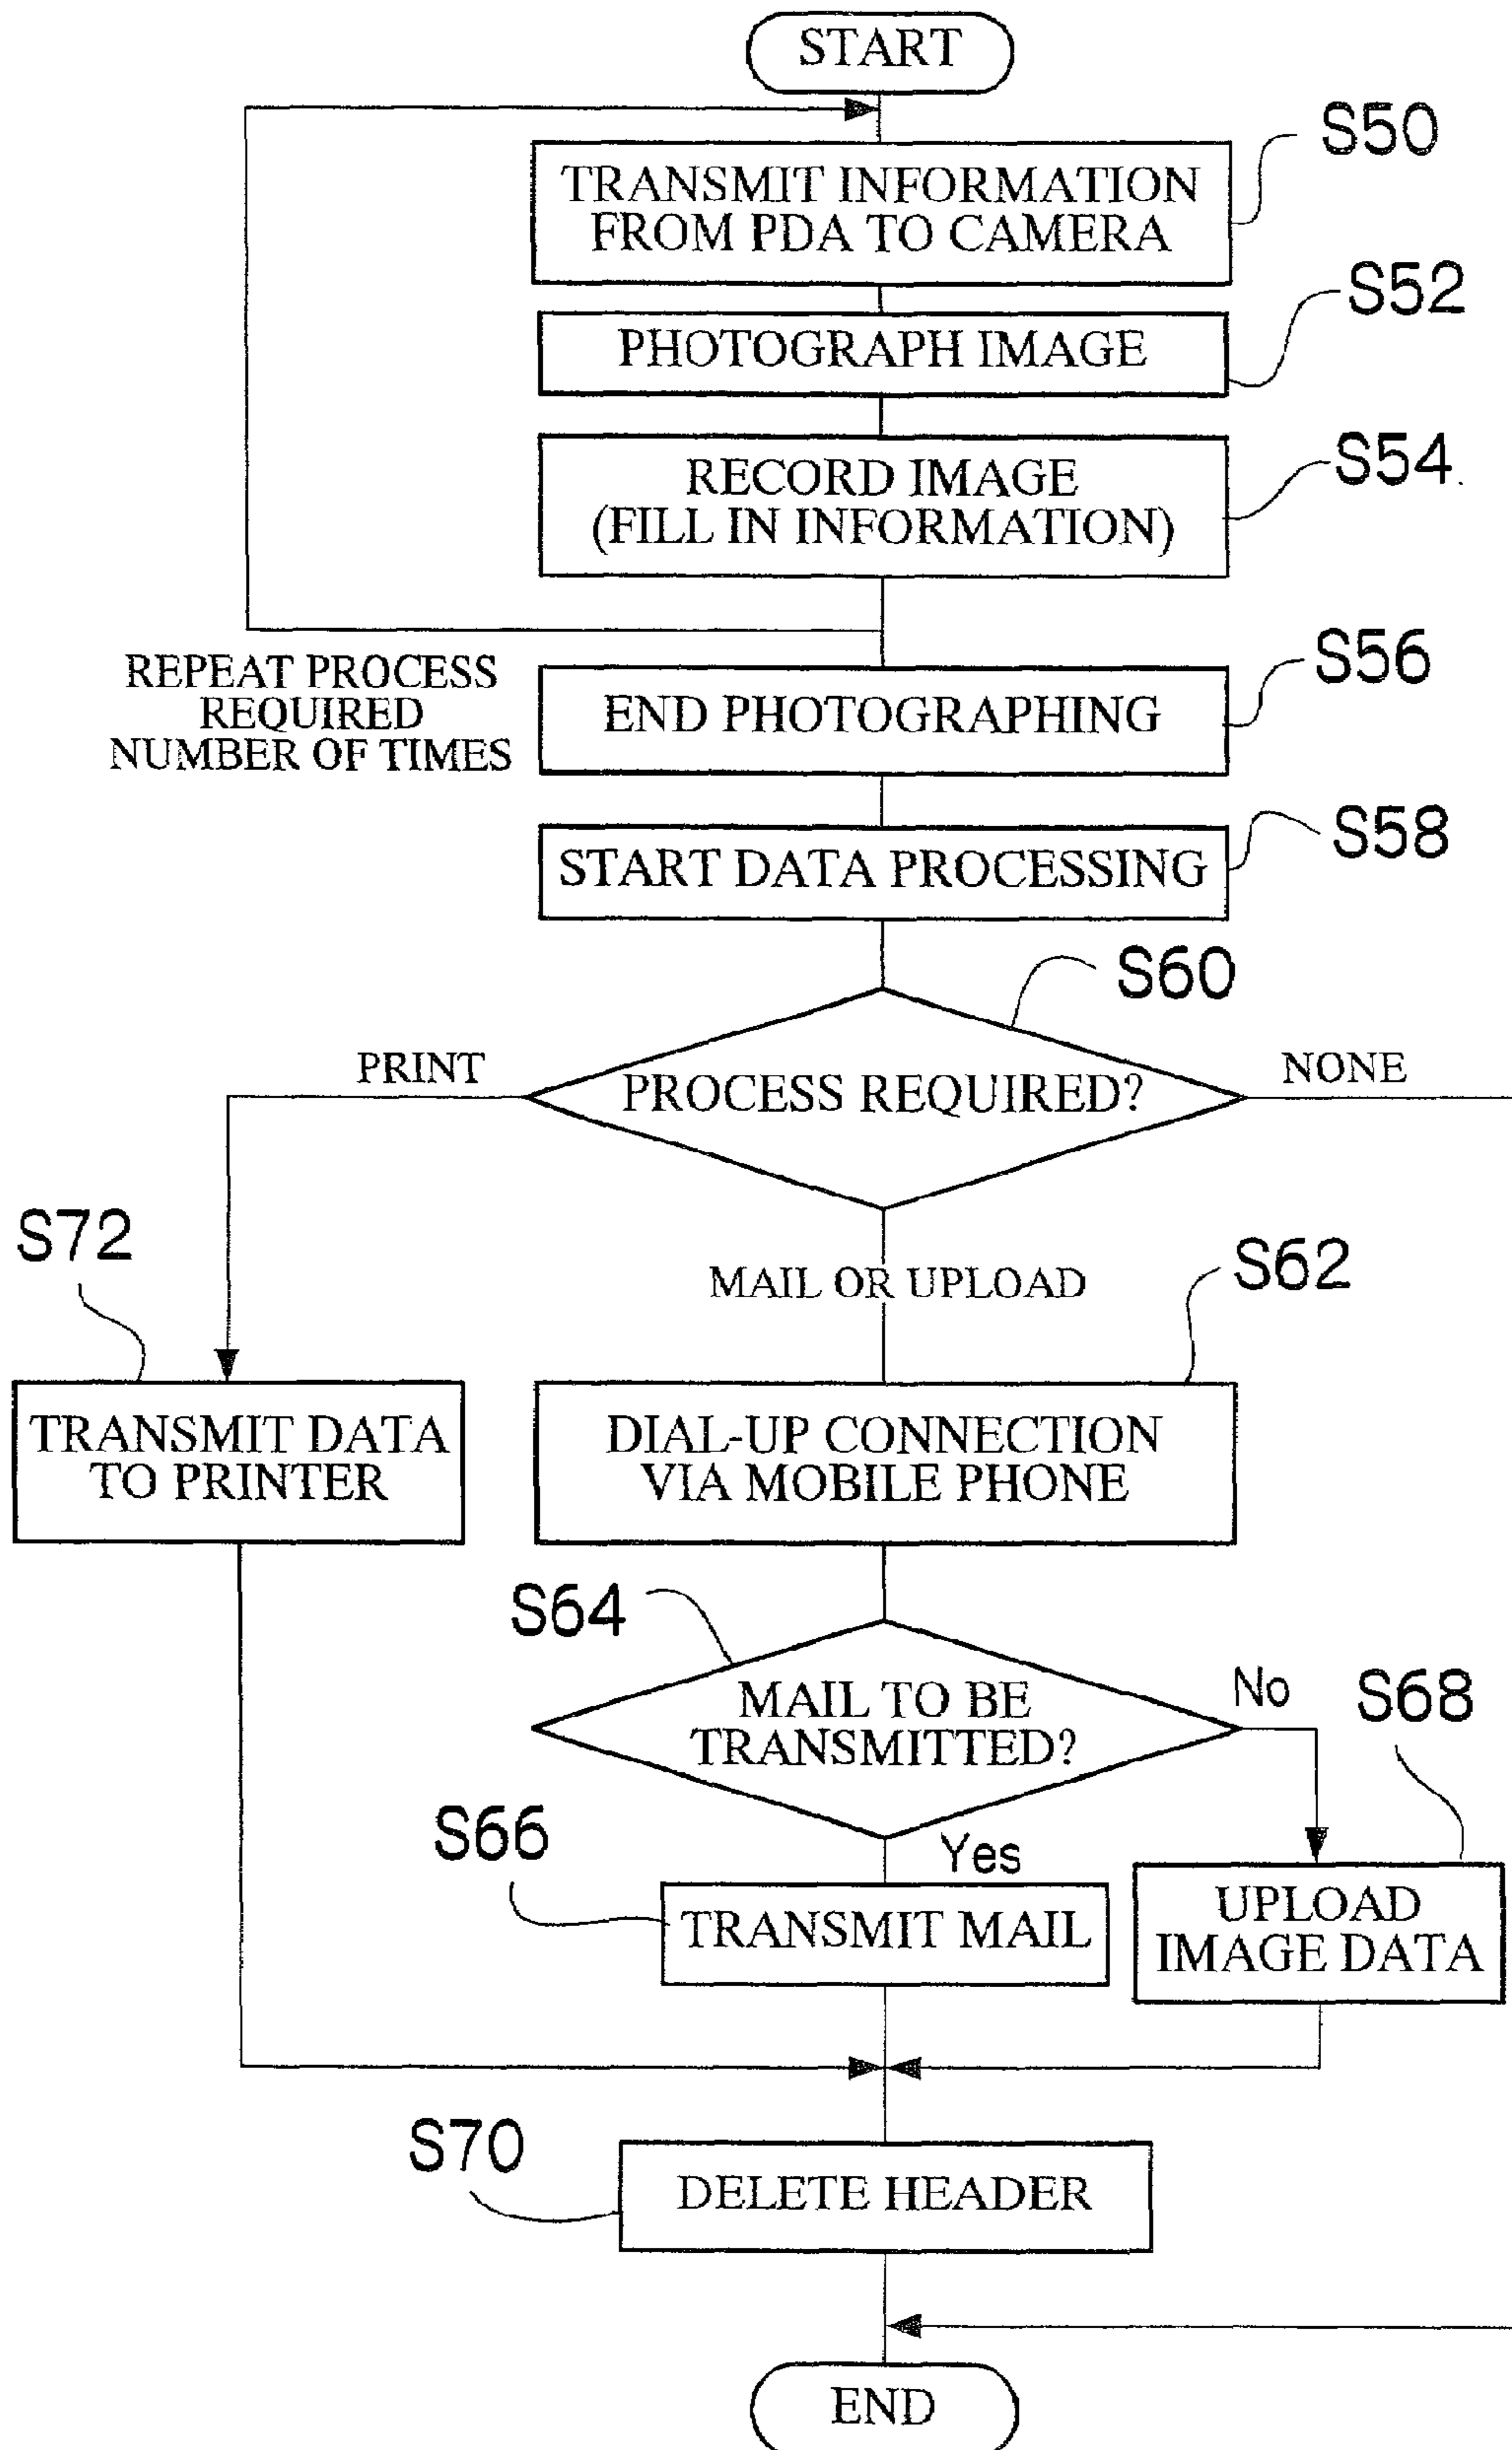 START
S50
TRANSMIT INFORMATION
FROM PDA TO CAMERA
S52
PHOTOGRAPH IMAGE
S54
RECORD IMAGE
(FILL IN INFORMATION)
REPEAT PROCESS
REQUIRED
NUMBER OF TIMES
S56
END PHOTOGRAPHING
S58
START DATA PROCESSING
S60
PRINT
PROCESS REQUIRED?
NONE
S72
MAIL OR UPLOAD
S62
TRANSMIT DATA
TO PRINTER
DIAL-UP CONNECTION
VIA MOBILE PHONE
S64
MAIL TO BE
TRANSMITTED?
No
S68
S66
Yes
TRANSMIT MAIL
UPLOAD
IMAGE DATA
S70
DELETE HEADER
END